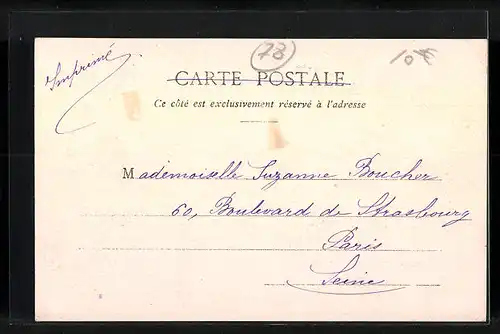 Imprimé
78
10€
CARTE POSTALE
Ce côté est exclusivement réservé à l'adresse
Mademoiselle Suzanne Boucher
60, Boulevard de Strasbourg
Paris
Seine